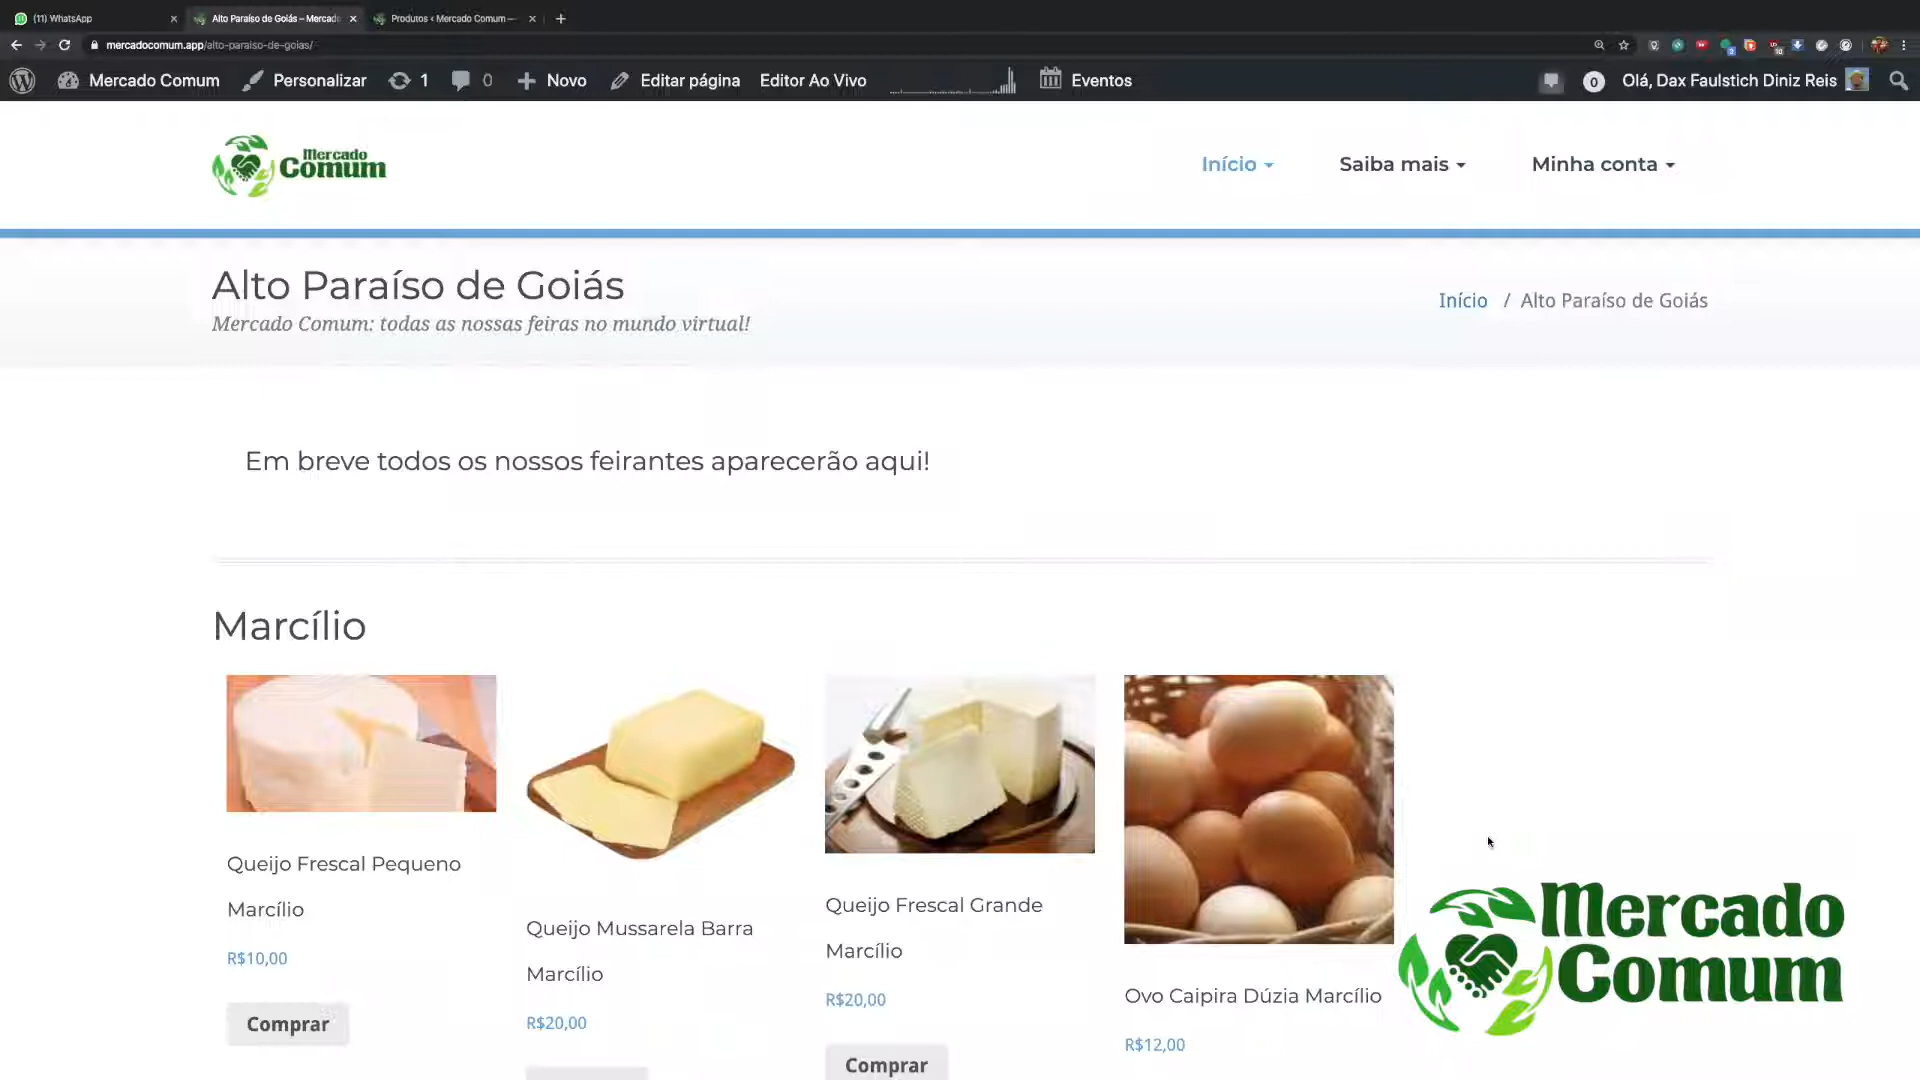 (11) WhatsApp
Alto Paraíso de Goiás – Mercado
Produtos ‹ Mercado Comum —
mercadocomum.app/alto-paraiso-de-goias/
Mercado Comum
Personalizar
1
0
Novo
Editar página
Editor Ao Vivo
Eventos
0
Olá, Dax Faulstich Diniz Reis
Mercado
Comum
Início
Saiba mais
Minha conta
Alto Paraíso de Goiás
Mercado Comum: todas as nossas feiras no mundo virtual!
Início / Alto Paraíso de Goiás
Em breve todos os nossos feirantes aparecerão aqui!
Marcílio
Queijo Frescal Pequeno
Marcílio
R$10,00
Comprar
Queijo Mussarela Barra
Marcílio
R$20,00
Queijo Frescal Grande
Marcílio
R$20,00
Comprar
Ovo Caipira Dúzia Marcílio
R$12,00
Mercado
Comum